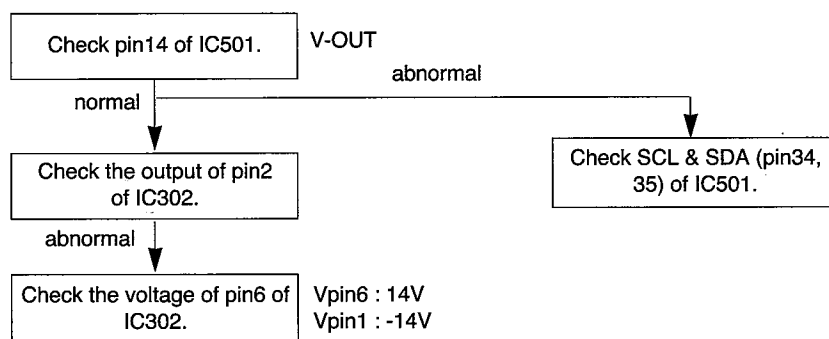 Check pin14 of IC501.
V-OUT
abnormal
normal
Check the output of pin2
of IC302.
Check SCL & SDA (pin34,
35) of IC501.
abnormal
Check the voltage of pin6 of
IC302.
Vpin6 : 14V
Vpin1 : -14V